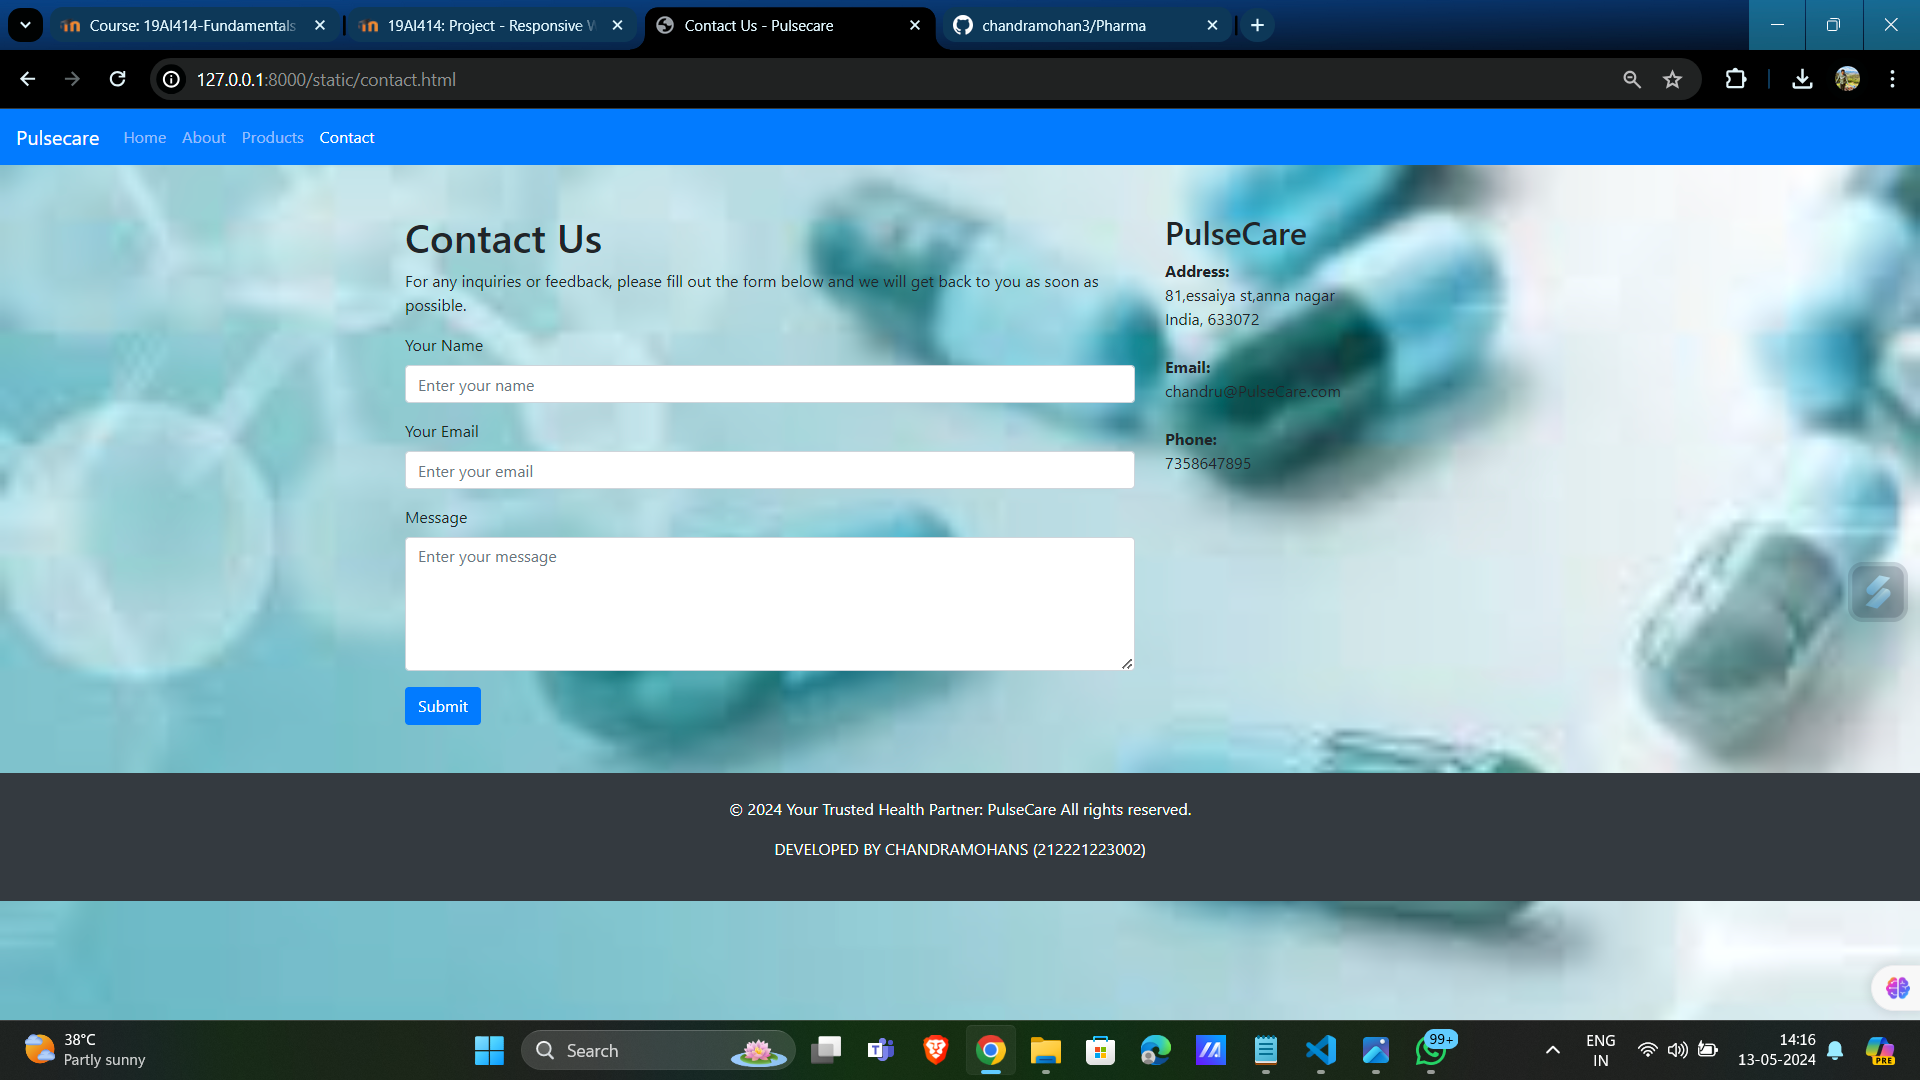 Course: 19AI414-Fundamentals
19AI414: Project - Responsive W
Contact Us - Pulsecare
chandramohan3/Pharma
127.0.0.1:8000/static/contact.html
Pulsecare Home About Products Contact
Contact Us
For any inquiries or feedback, please fill out the form below and we will get back to you as soon as
possible.
Your Name
Enter your name
Your Email
Enter your email
Message
Enter your message
Submit
PulseCare
Address:
81,essaiya st,anna nagar
India, 633072
Email:
chandru@PulseCare.com
Phone:
7358647895
© 2024 Your Trusted Health Partner: PulseCare All rights reserved.
DEVELOPED BY CHANDRAMOHANS (212221223002)
38°C
Partly sunny
Search
99+
ENG
IN
14:16
13-05-2024
PRE